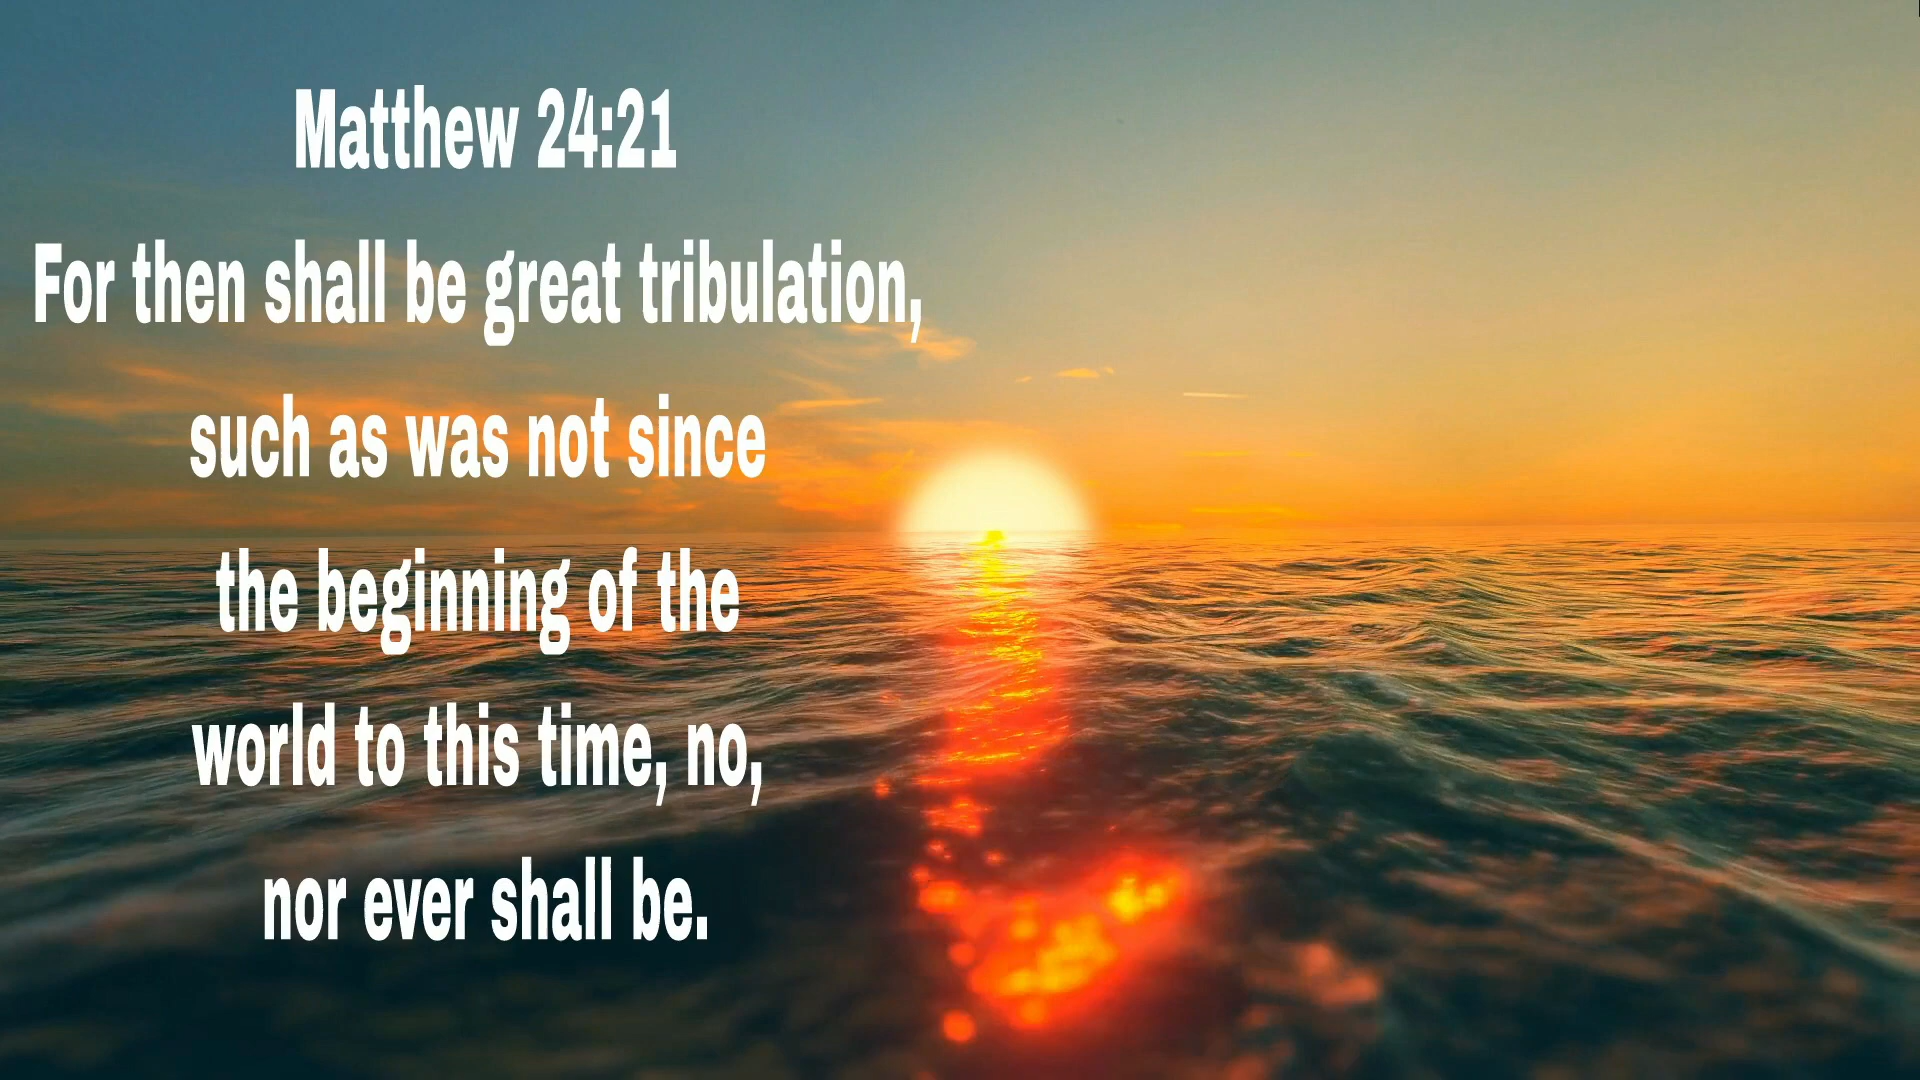 Matthew 24:21
For then shall be great tribulation,
such as was not since
the beginning of the
world to this time, no,
nor ever shall be.